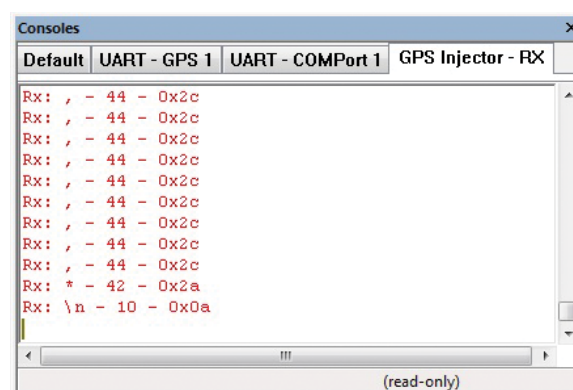 Consoles
Default UART - GPS 1 UART - COMPort 1 GPS Injector - RX
Rx: , - 44 - 0x2c
Rx: , - 44 - 0x2c
Rx: , - 44 - 0x2c
Rx: , - 44 - 0x2c
Rx: , - 44 - 0x2c
Rx: , - 44 - 0x2c
Rx: , - 44 - 0x2c
Rx: , - 44 - 0x2c
Rx: , - 44 - 0x2c
Rx: * - 42 - 0x2a
Rx: \n - 10 - 0x0a
(read-only)